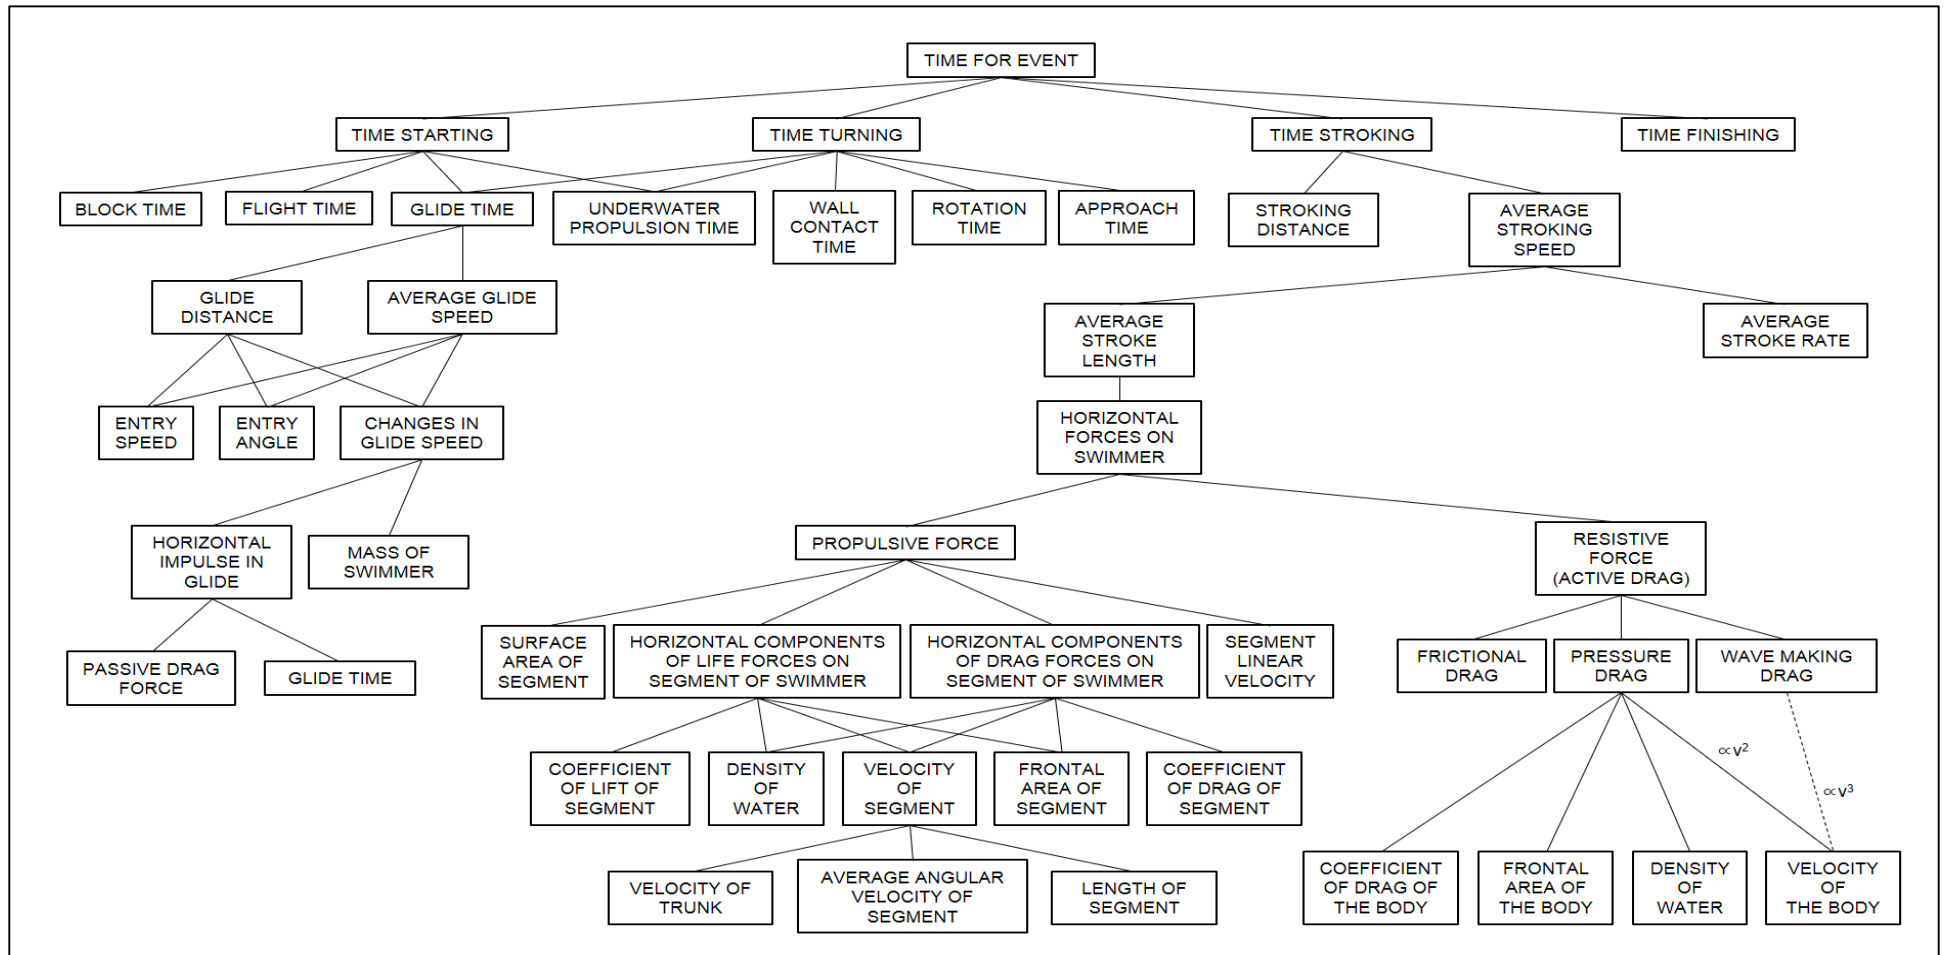 TIME FOR EVENT
TIME STARTING
TIME TURNING
TIME STROKING
TIME FINISHING
BLOCK TIME
FLIGHT TIME
GLIDE TIME
UNDERWATER
PROPULSION TIME
WALL
CONTACT
TIME
ROTATION
TIME
APPROACH
TIME
STROKING
DISTANCE
AVERAGE
STROKING
SPEED
GLIDE
DISTANCE
AVERAGE GLIDE
SPEED
AVERAGE
STROKE
LENGTH
AVERAGE
STROKE RATE
ENTRY
SPEED
ENTRY
ANGLE
CHANGES IN
GLIDE SPEED
HORIZONTAL
FORCES ON
SWIMMER
HORIZONTAL
IMPULSE IN
GLIDE
MASS OF
SWIMMER
PROPULSIVE FORCE
RESISTIVE
FORCE
(ACTIVE DRAG)
PASSIVE DRAG
FORCE
GLIDE TIME
SURFACE
AREA OF
SEGMENT
HORIZONTAL COMPONENTS
OF LIFE FORCES ON
SEGMENT OF SWIMMER
HORIZONTAL COMPONENTS
OF DRAG FORCES ON
SEGMENT OF SWIMMER
SEGMENT
LINEAR
VELOCITY
FRICTIONAL
DRAG
PRESSURE
DRAG
WAVE MAKING
DRAG
COEFFICIENT
OF LIFT OF
SEGMENT
DENSITY
OF
WATER
VELOCITY
OF
SEGMENT
FRONTAL
AREA OF
SEGMENT
COEFFICIENT
OF DRAG OF
SEGMENT
∝v²
∝v³
VELOCITY OF
TRUNK
AVERAGE ANGULAR
VELOCITY OF
SEGMENT
LENGTH OF
SEGMENT
COEFFICIENT
OF DRAG OF
THE BODY
FRONTAL
AREA OF
THE BODY
DENSITY
OF
WATER
VELOCITY
OF
THE BODY